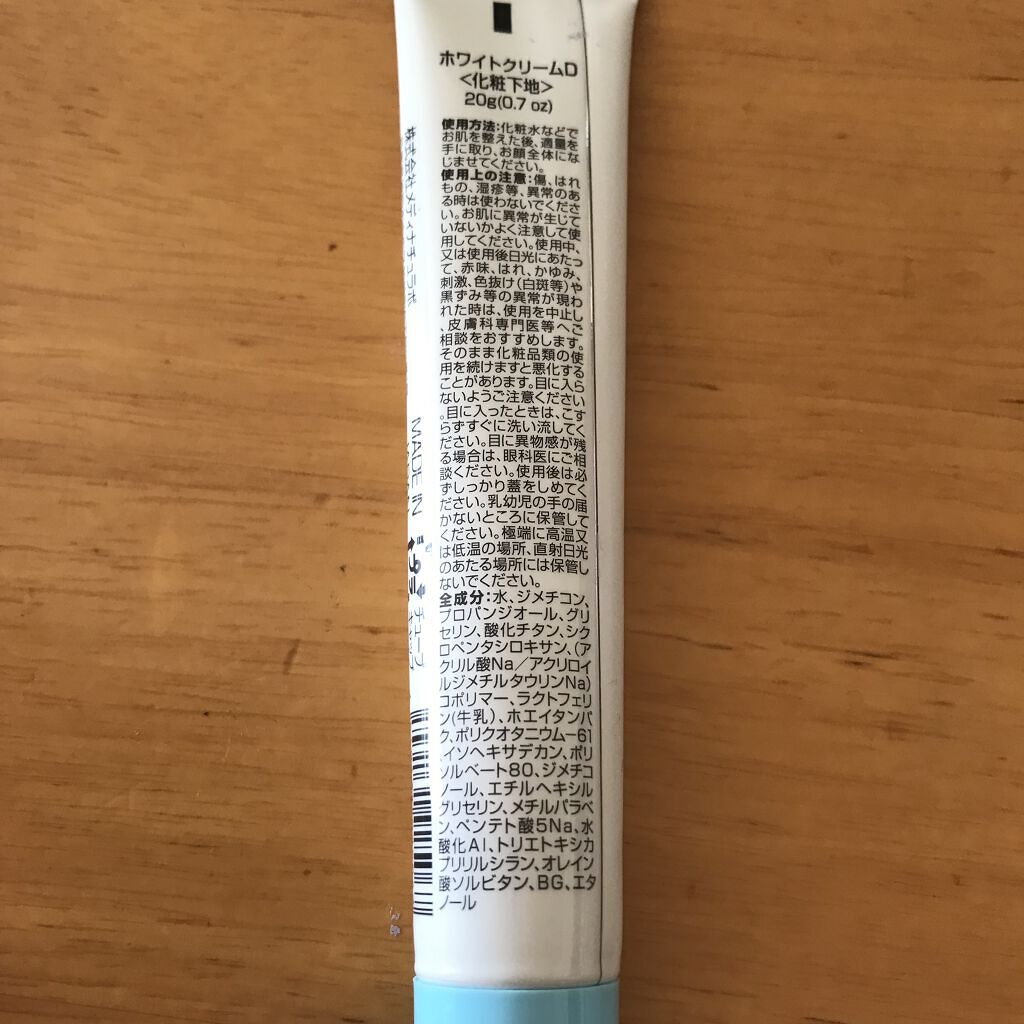 ホワイトクリームD
<化粧下地>
20g(0.7 oz)
使用方法:化粧水などで
お肌を整えた後、適量を
手に取り、お顔全体にな
じませてください。
使用上の注意:傷、はれ
もの、湿疹等、異常のあ
る時は使わないでくださ
い。お肌に異常が生じて
いないかよく注意して使
用してください。使用中、
又は使用後日光にあたっ
て、赤味、はれ、かゆみ、
刺激、色抜け(白斑等)や
黒ずみ等の異常が現わ
れた時は、使用を中止し
、皮膚科専門医等へご
相談をおすすめします。
そのまま化粧品類の使
用を続けますと悪化する
ことがあります。目に入ら
ないようご注意ください
。目に入ったときは、こす
らずすぐに洗い流してく
ださい。目に異物感が残
る場合は、眼科医にご相
談ください。使用後は必
ずしっかり蓋をしめてく
ださい。乳幼児の手の届
かないところに保管して
ください。極端に高温又
は低温の場所、直射日光
のあたる場所には保管し
ないでください。
全成分:水、ジメチコン、
プロパンジオール、グリ
セリン、酸化チタン、シク
ロペンタシロキサン、(ア
クリル酸Na／アクリロイ
ルジメチルタウリンNa)
コポリマー、ラクトフェリ
ン(牛乳)、ホエイタンパ
ク、ポリクオタニウム-61
、イソヘキサデカン、ポリ
ソルベート80、ジメチコ
ノール、エチルヘキシル
グリセリン、メチルパラベ
ン、ペンテト酸5Na、水
酸化Al、トリエトキシカ
プリリルシラン、オレイン
酸ソルビタン、BG、エタ
ノール
株式会社メディナチュラボ
MADE IN
プラ
チューブ